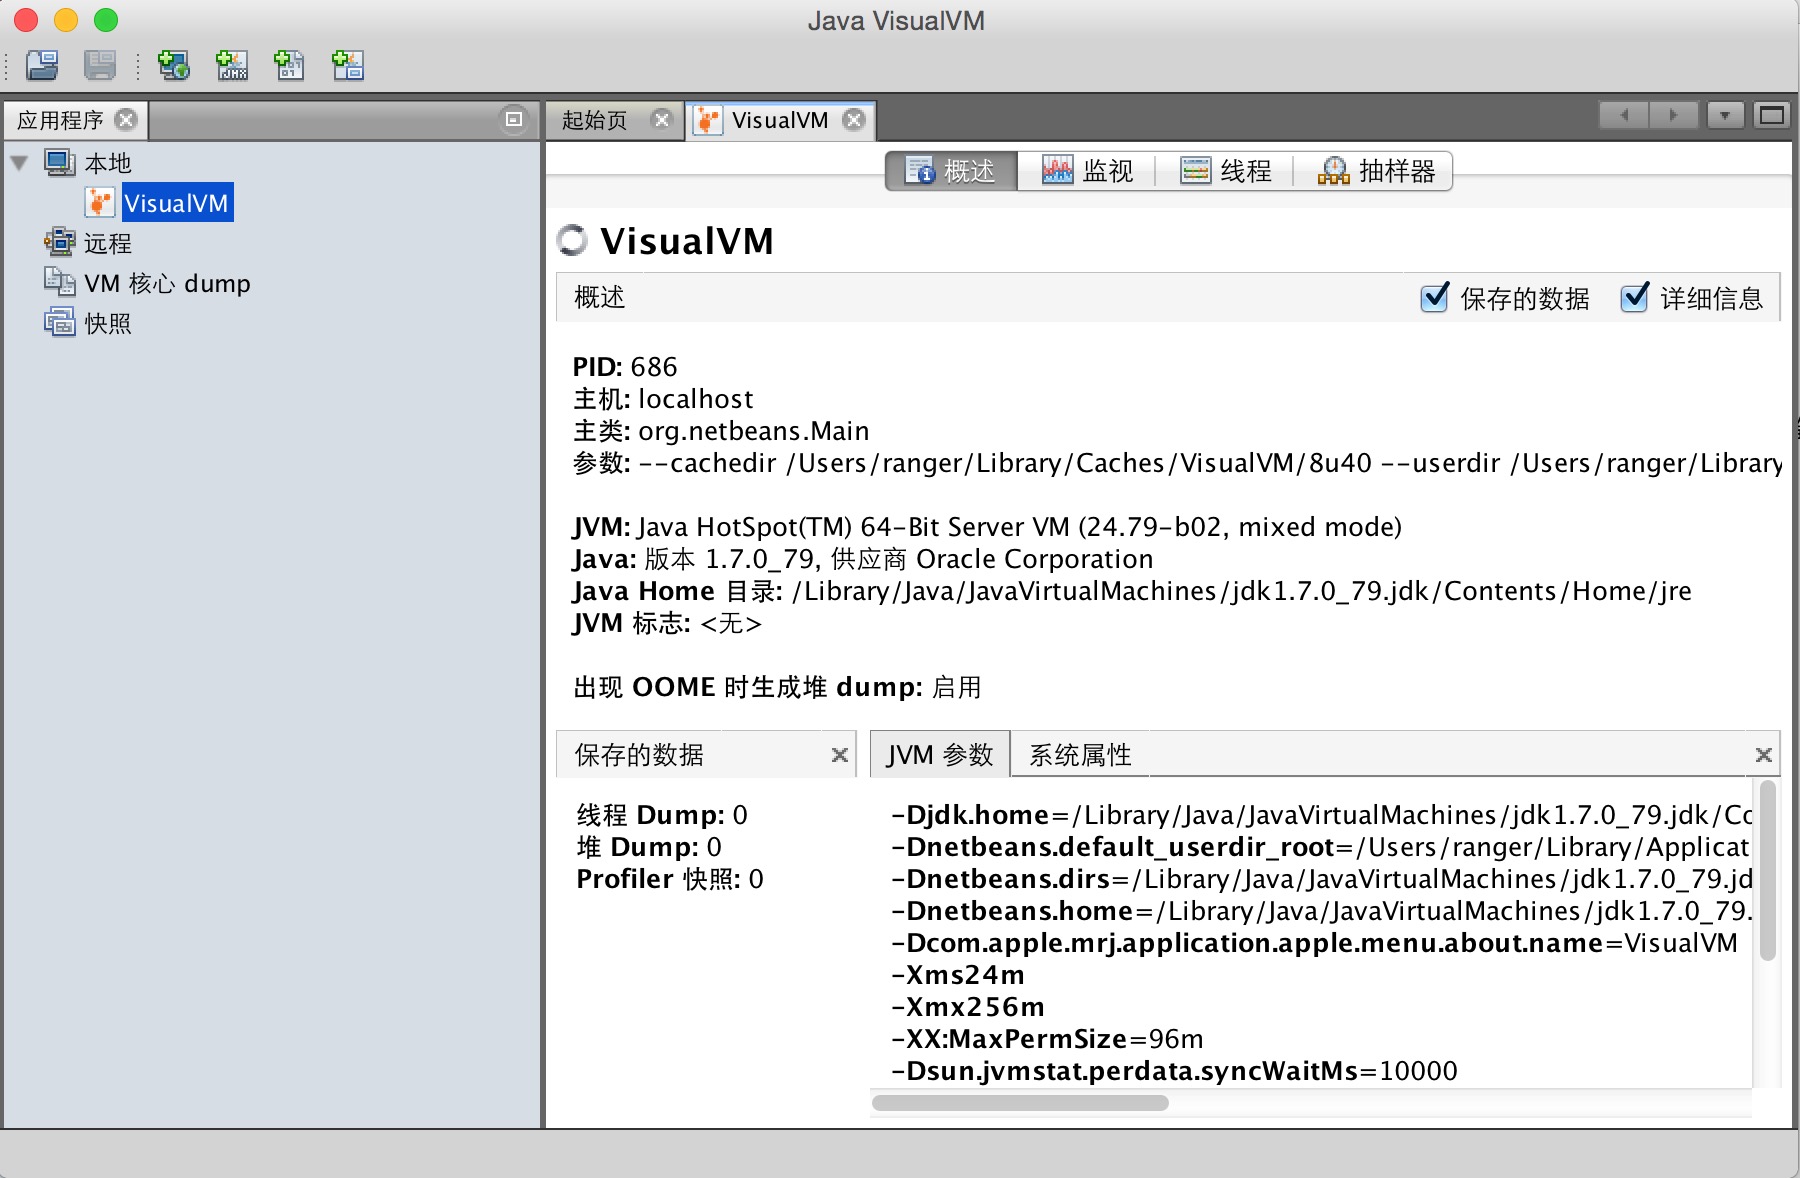 Java VisualVM
应用程序
起始页
VisualVM
本地
VisualVM
远程
VM 核心 dump
快照
概述
监视
线程
抽样器
VisualVM
概述
保存的数据
详细信息
PID: 686
主机: localhost
主类: org.netbeans.Main
参数: --cachedir /Users/ranger/Library/Caches/VisualVM/8u40 --userdir /Users/ranger/Library
JVM: Java HotSpot(TM) 64-Bit Server VM (24.79-b02, mixed mode)
Java: 版本 1.7.0_79, 供应商 Oracle Corporation
Java Home 目录: /Library/Java/JavaVirtualMachines/jdk1.7.0_79.jdk/Contents/Home/jre
JVM 标志: <无>
出现 OOME 时生成堆 dump: 启用
保存的数据
线程 Dump: 0
堆 Dump: 0
Profiler 快照: 0
JVM 参数
系统属性
-Djdk.home=/Library/Java/JavaVirtualMachines/jdk1.7.0_79.jdk/Co
-Dnetbeans.default_userdir_root=/Users/ranger/Library/Applicat
-Dnetbeans.dirs=/Library/Java/JavaVirtualMachines/jdk1.7.0_79.jd
-Dnetbeans.home=/Library/Java/JavaVirtualMachines/jdk1.7.0_79.
-Dcom.apple.mrj.application.apple.menu.about.name=VisualVM
-Xms24m
-Xmx256m
-XX:MaxPermSize=96m
-Dsun.jvmstat.perdata.syncWaitMs=10000